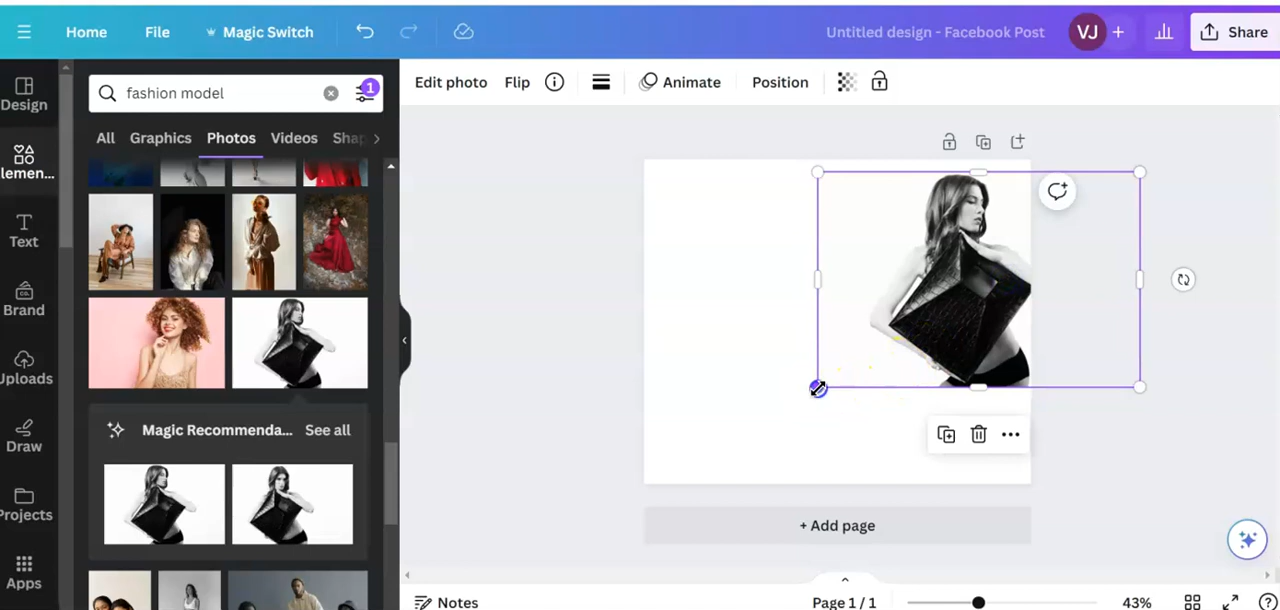 Home
File
Magic Switch
Untitled design - Facebook Post
VJ
+
Share
Design
fashion model
1
Edit photo
Flip
Animate
Position
All
Graphics
Photos
Videos
Shap
lemen...
Text
Brand
Uploads
Magic Recommenda...
See all
Draw
Projects
+ Add page
Apps
Notes
Page 1 / 1
43%